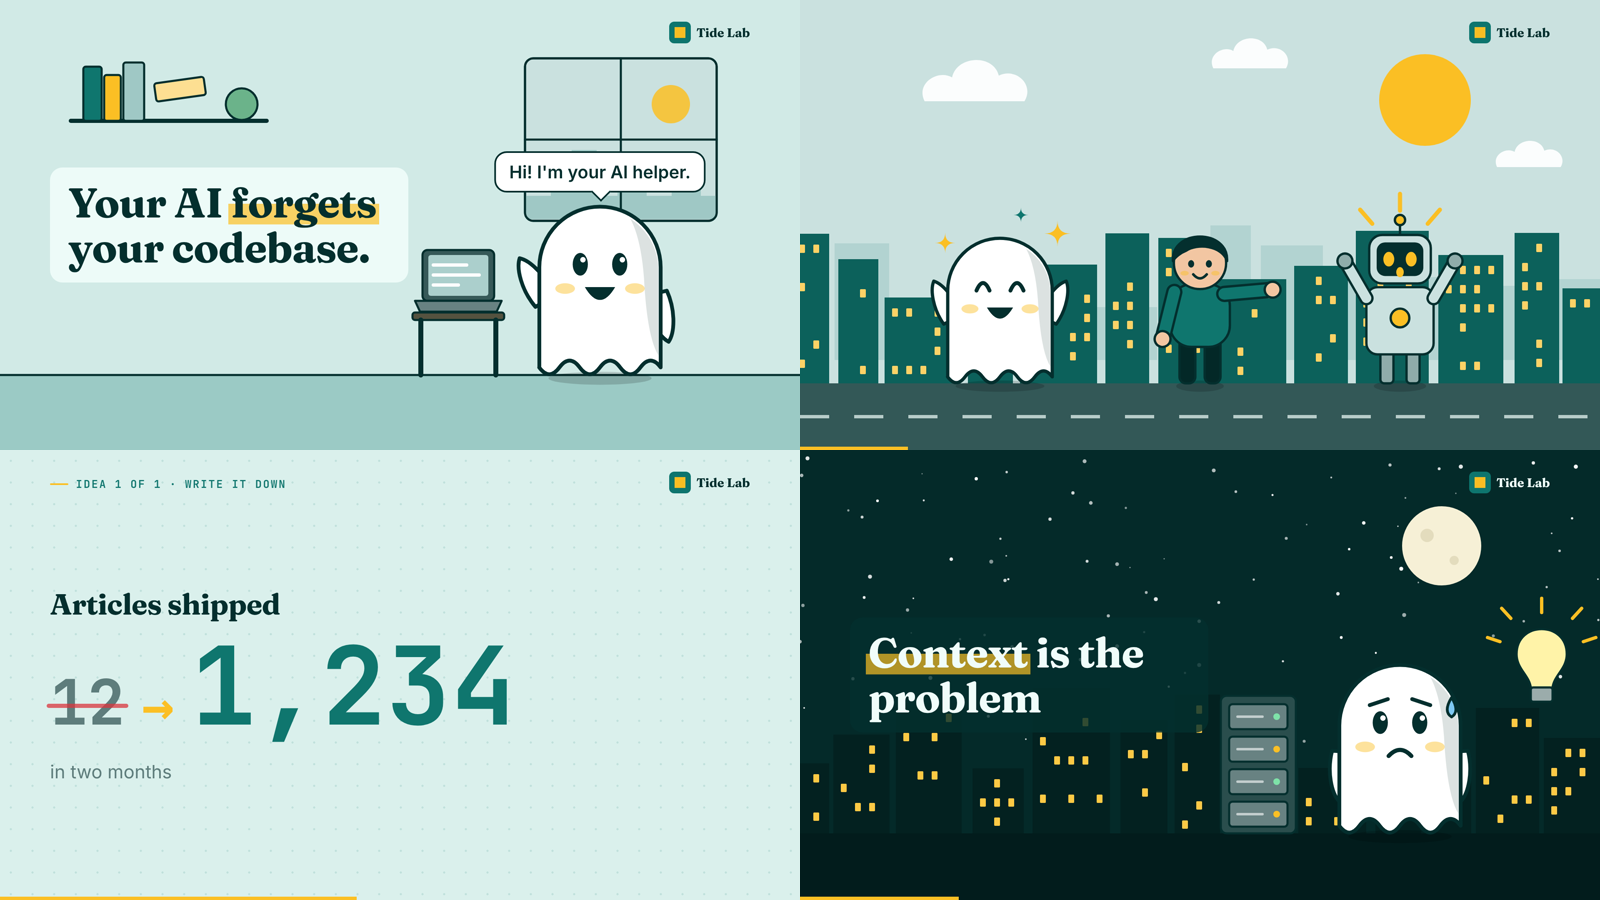 Tide Lab
Hi! I'm your AI helper.
Your AI forgets
your codebase.
Tide Lab
IDEA 1 OF 1 · WRITE IT DOWN
Tide Lab
Articles shipped
12 → 1,234
in two months
Tide Lab
Context is the
problem